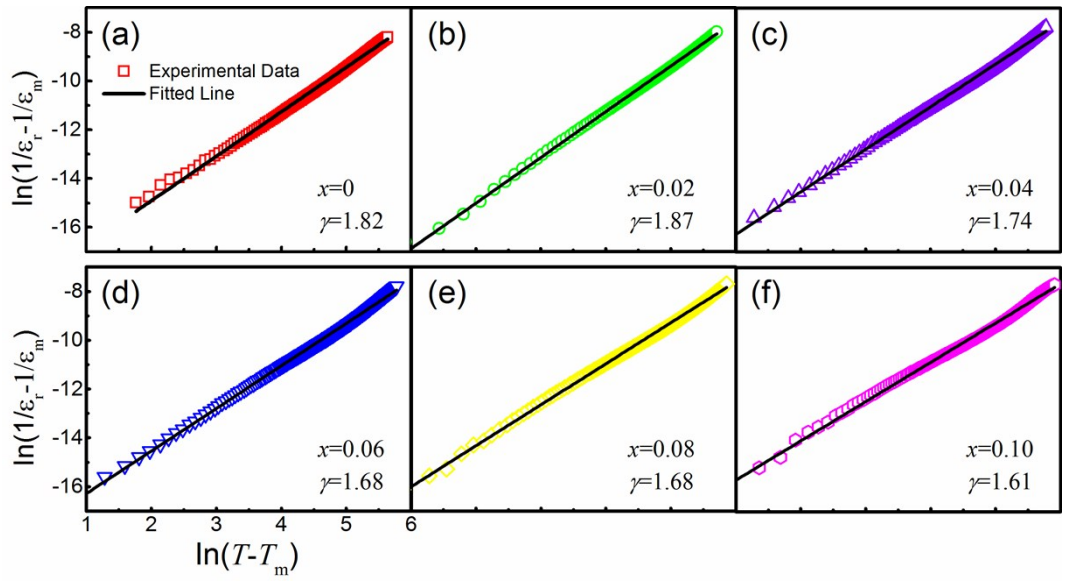 (a)
Experimental Data
Fitted Line
x=0
γ=1.82
(b)
x=0.02
γ=1.87
(c)
x=0.04
γ=1.74
-8
-10
-12
-14
-16
ln(1/εr-1/εm)
(d)
x=0.06
γ=1.68
(e)
x=0.08
γ=1.68
(f)
x=0.10
γ=1.61
-8
-10
-12
-14
-16
ln(1/εr-1/εm)
1 2 3 4 5 6
ln(T-Tm)